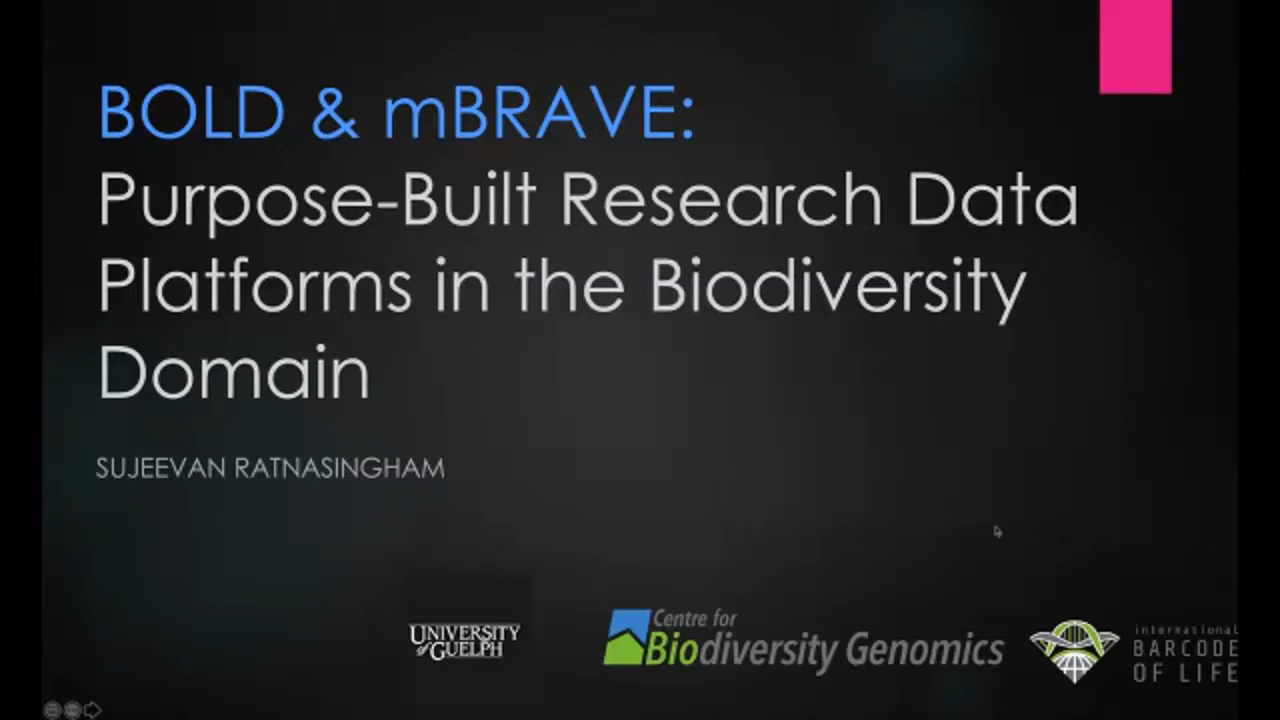 BOLD & mBRAVE:
Purpose-Built Research Data
Platforms in the Biodiversity
Domain
SUJEEVAN RATNASINGHAM
UNIVERSITY
of GUELPH
Centre for
Biodiversity Genomics
international
BARCODE
OF LIFE